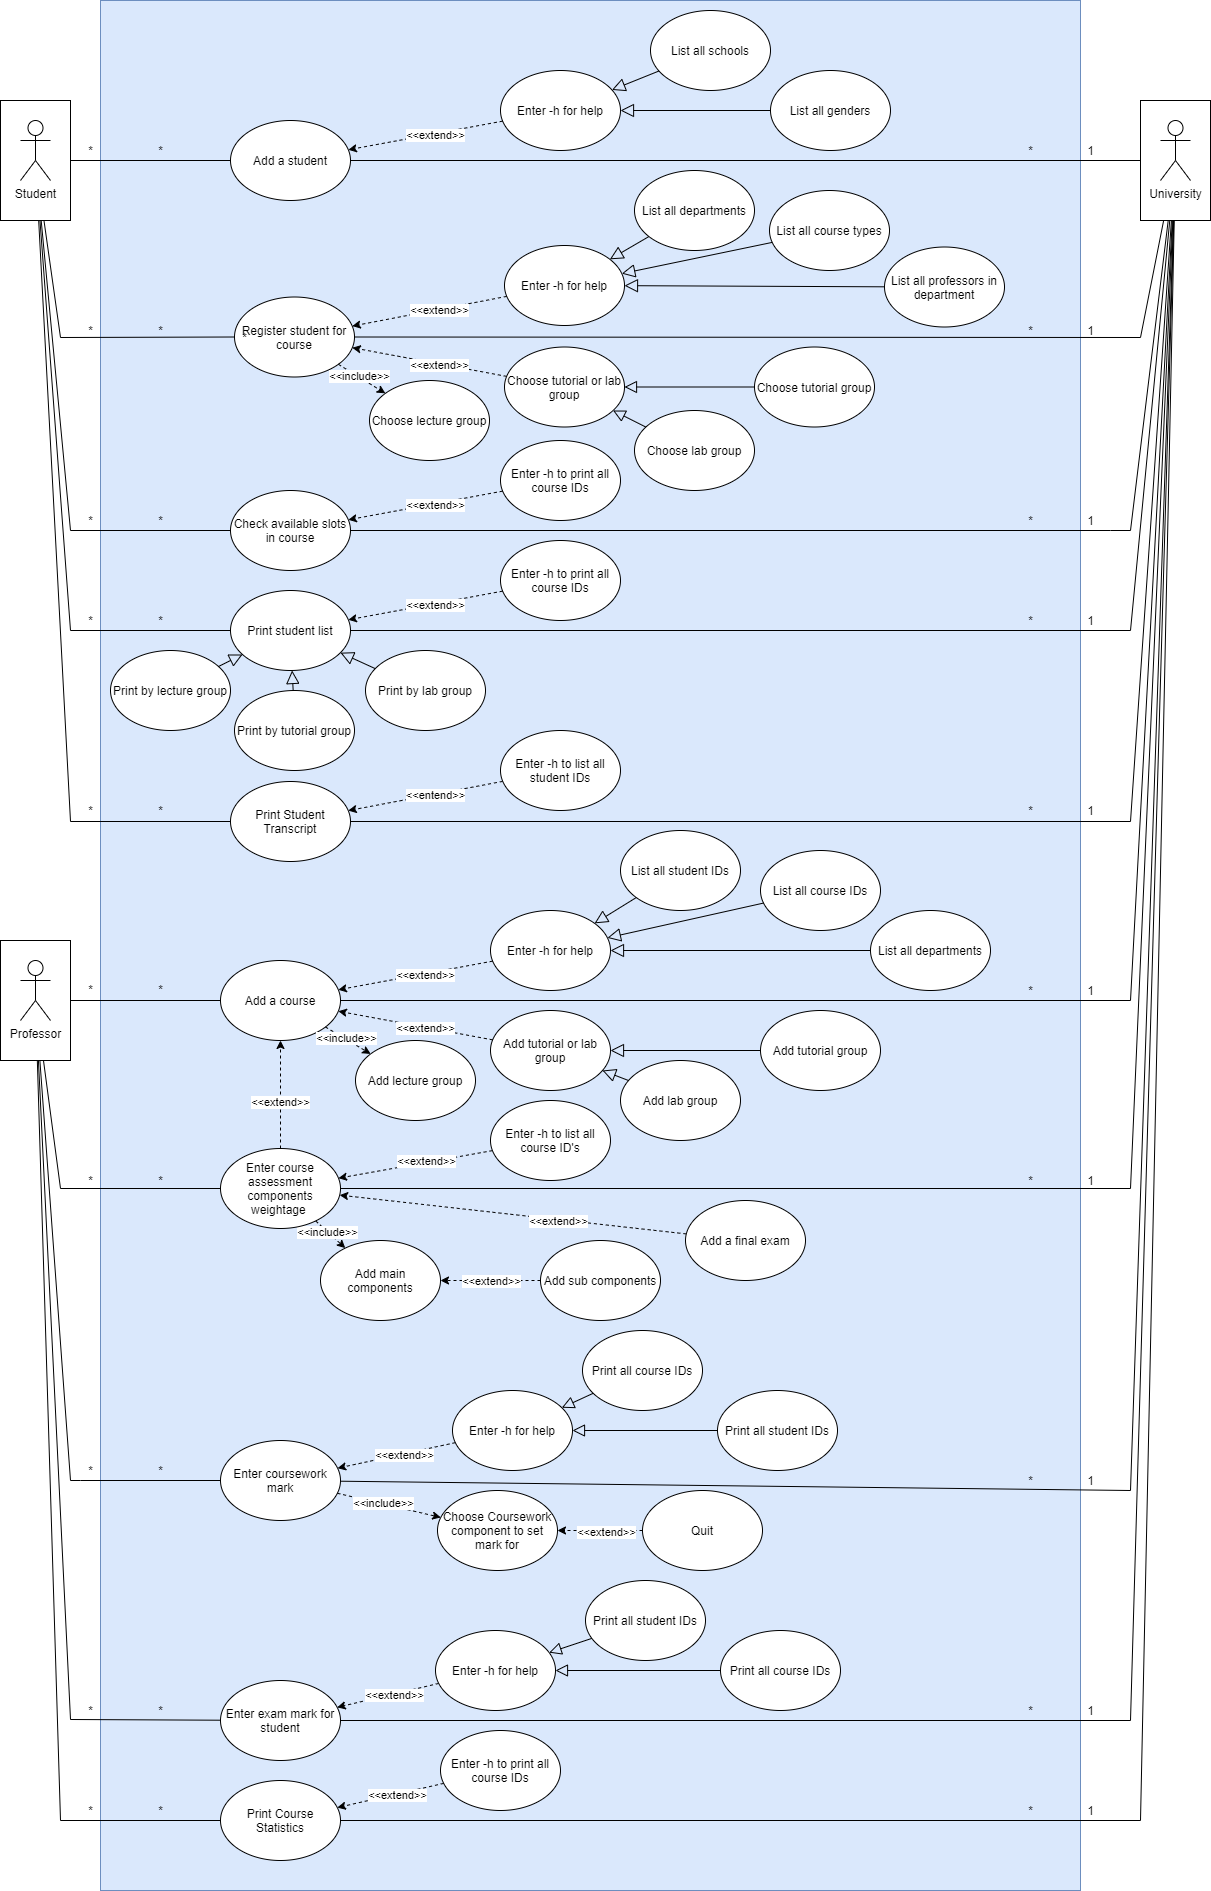 List all schools
Enter -h for help
List all genders
<<extend>>
Add a student
*
*
*
1
Student
University
List all departments
List all course types
Enter -h for help
List all professors in
department
<<extend>>
Register student for
course
*
*
*
*
1
<<extend>>
<<include>>
Choose tutorial or lab
group
Choose tutorial group
Choose lecture group
Choose lab group
Enter -h to print all
course IDs
<<extend>>
Check available slots
in course
*
*
*
1
Enter -h to print all
course IDs
<<extend>>
Print student list
*
*
*
1
Print by lecture group
Print by lab group
Print by tutorial group
Enter -h to list all
student IDs
<<entend>>
Print Student
Transcript
*
*
*
1
List all student IDs
List all course IDs
Enter -h for help
List all departments
<<extend>>
Add a course
*
*
*
1
Professor
<<extend>>
<<include>>
Add tutorial or lab
group
Add tutorial group
Add lecture group
Add lab group
<<extend>>
Enter -h to list all
course ID's
<<extend>>
Enter course
assessment
components
weightage
*
*
*
1
<<extend>>
<<include>>
Add a final exam
Add main
components
<<extend>>
Add sub components
Print all course IDs
Enter -h for help
Print all student IDs
<<extend>>
Enter coursework
mark
*
*
*
1
<<include>>
Choose Coursework
component to set
mark for
<<extend>>
Quit
Print all student IDs
Enter -h for help
Print all course IDs
<<extend>>
Enter exam mark for
student
*
*
*
1
Enter -h to print all
course IDs
<<extend>>
Print Course
Statistics
*
*
*
1